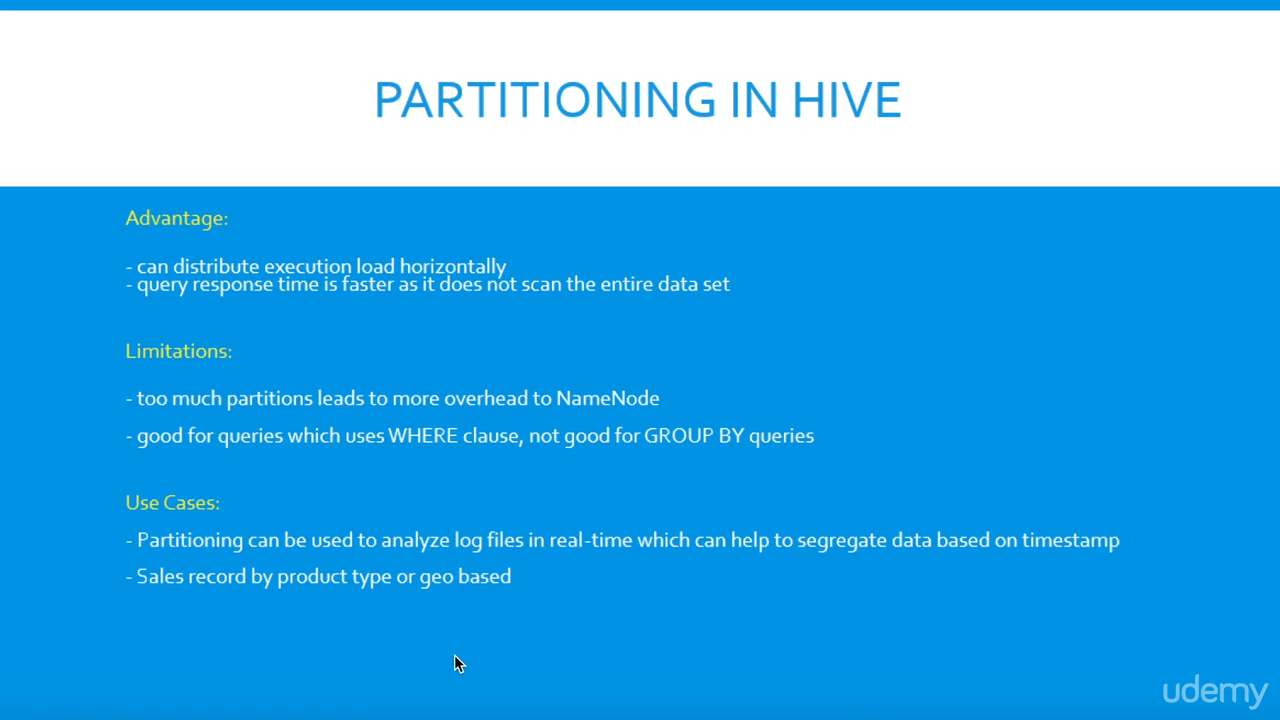 PARTITIONING IN HIVE
Advantage:
- can distribute execution load horizontally
- query response time is faster as it does not scan the entire data set
Limitations:
- too much partitions leads to more overhead to NameNode
- good for queries which uses WHERE clause, not good for GROUP BY queries
Use Cases:
- Partitioning can be used to analyze log files in real-time which can help to segregate data based on timestamp
- Sales record by product type or geo based
udemy